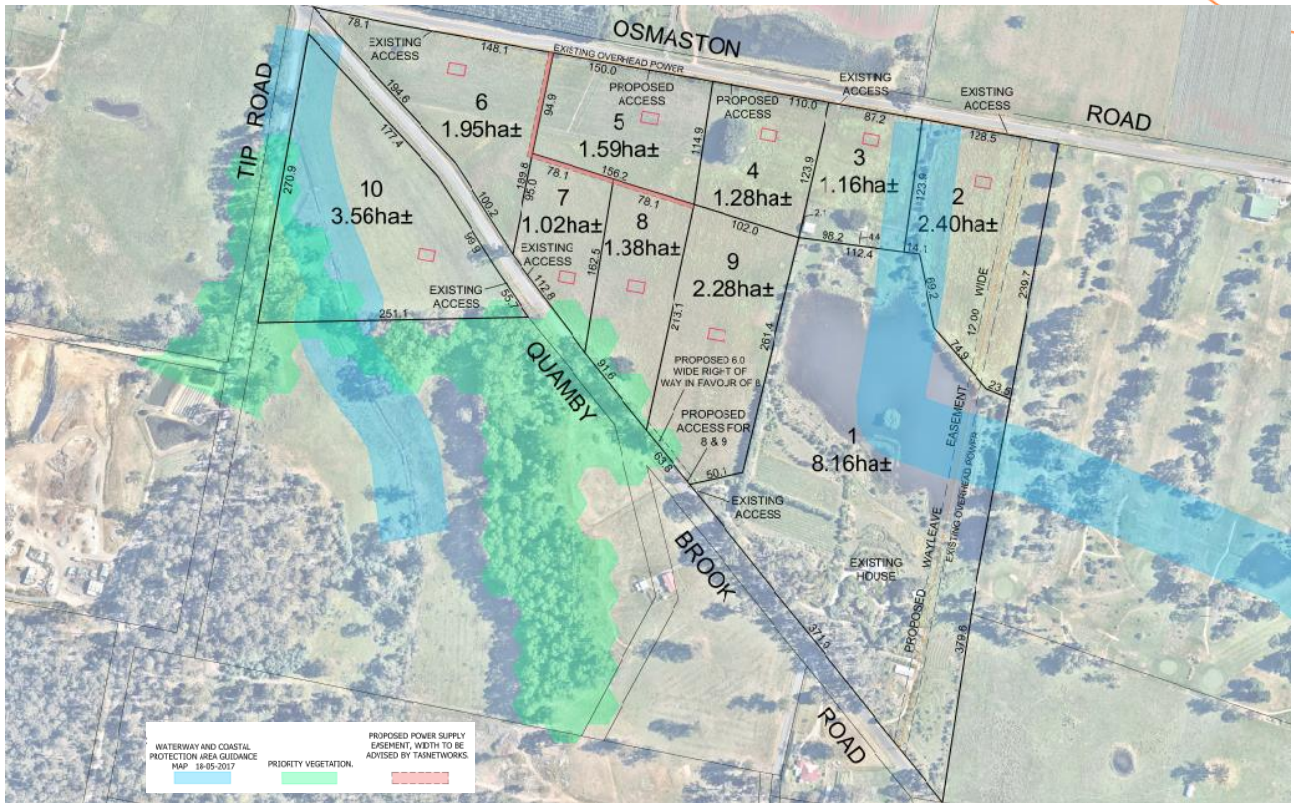 OSMASTON
ROAD
TIP ROAD
QUAMBY
BROOK
ROAD
78.1
EXISTING
ACCESS
148.1
EXISTING OVERHEAD POWER
150.0
PROPOSED
ACCESS
PROPOSED
ACCESS
110.0
EXISTING
ACCESS
87.2
EXISTING
ACCESS
128.5
194.6
177.4
6
1.95ha±
94.9
5
1.59ha±
114.9
4
1.28ha±
123.9
3
1.16ha±
123.9
2
2.40ha±
270.9
10
3.56ha±
100.2
99.9
189.8
95.0
78.1
156.2
78.1
7
1.02ha±
8
1.38ha±
102.0
2.1
98.2
4.4
112.4
14.1
69.2
12.00 WIDE
239.7
EXISTING
ACCESS
162.5
9
2.28ha±
213.1
261.4
74.9
EXISTING
ACCESS
55.7
112.8
251.1
91.6
PROPOSED 6.0
WIDE RIGHT OF
WAY IN FAVOJR OF 8
PROPOSED
ACCESS FOR
8 & 9
63.8
50.1
EXISTING
ACCESS
1
8.16ha±
EASEMENT
EXISTING OVERHEAD POWER
WAYLEAVE
PROPOSED
EXISTING
HOUSE
371.0
379.6
WATERWAY AND COASTAL
PROTECTION AREA GUIDANCE
MAP 18-05-2017
PRIORITY VEGETATION.
PROPOSED POWER SUPPLY
EASEMENT, WIDTH TO BE
ADVISED BY TASNETWORKS.